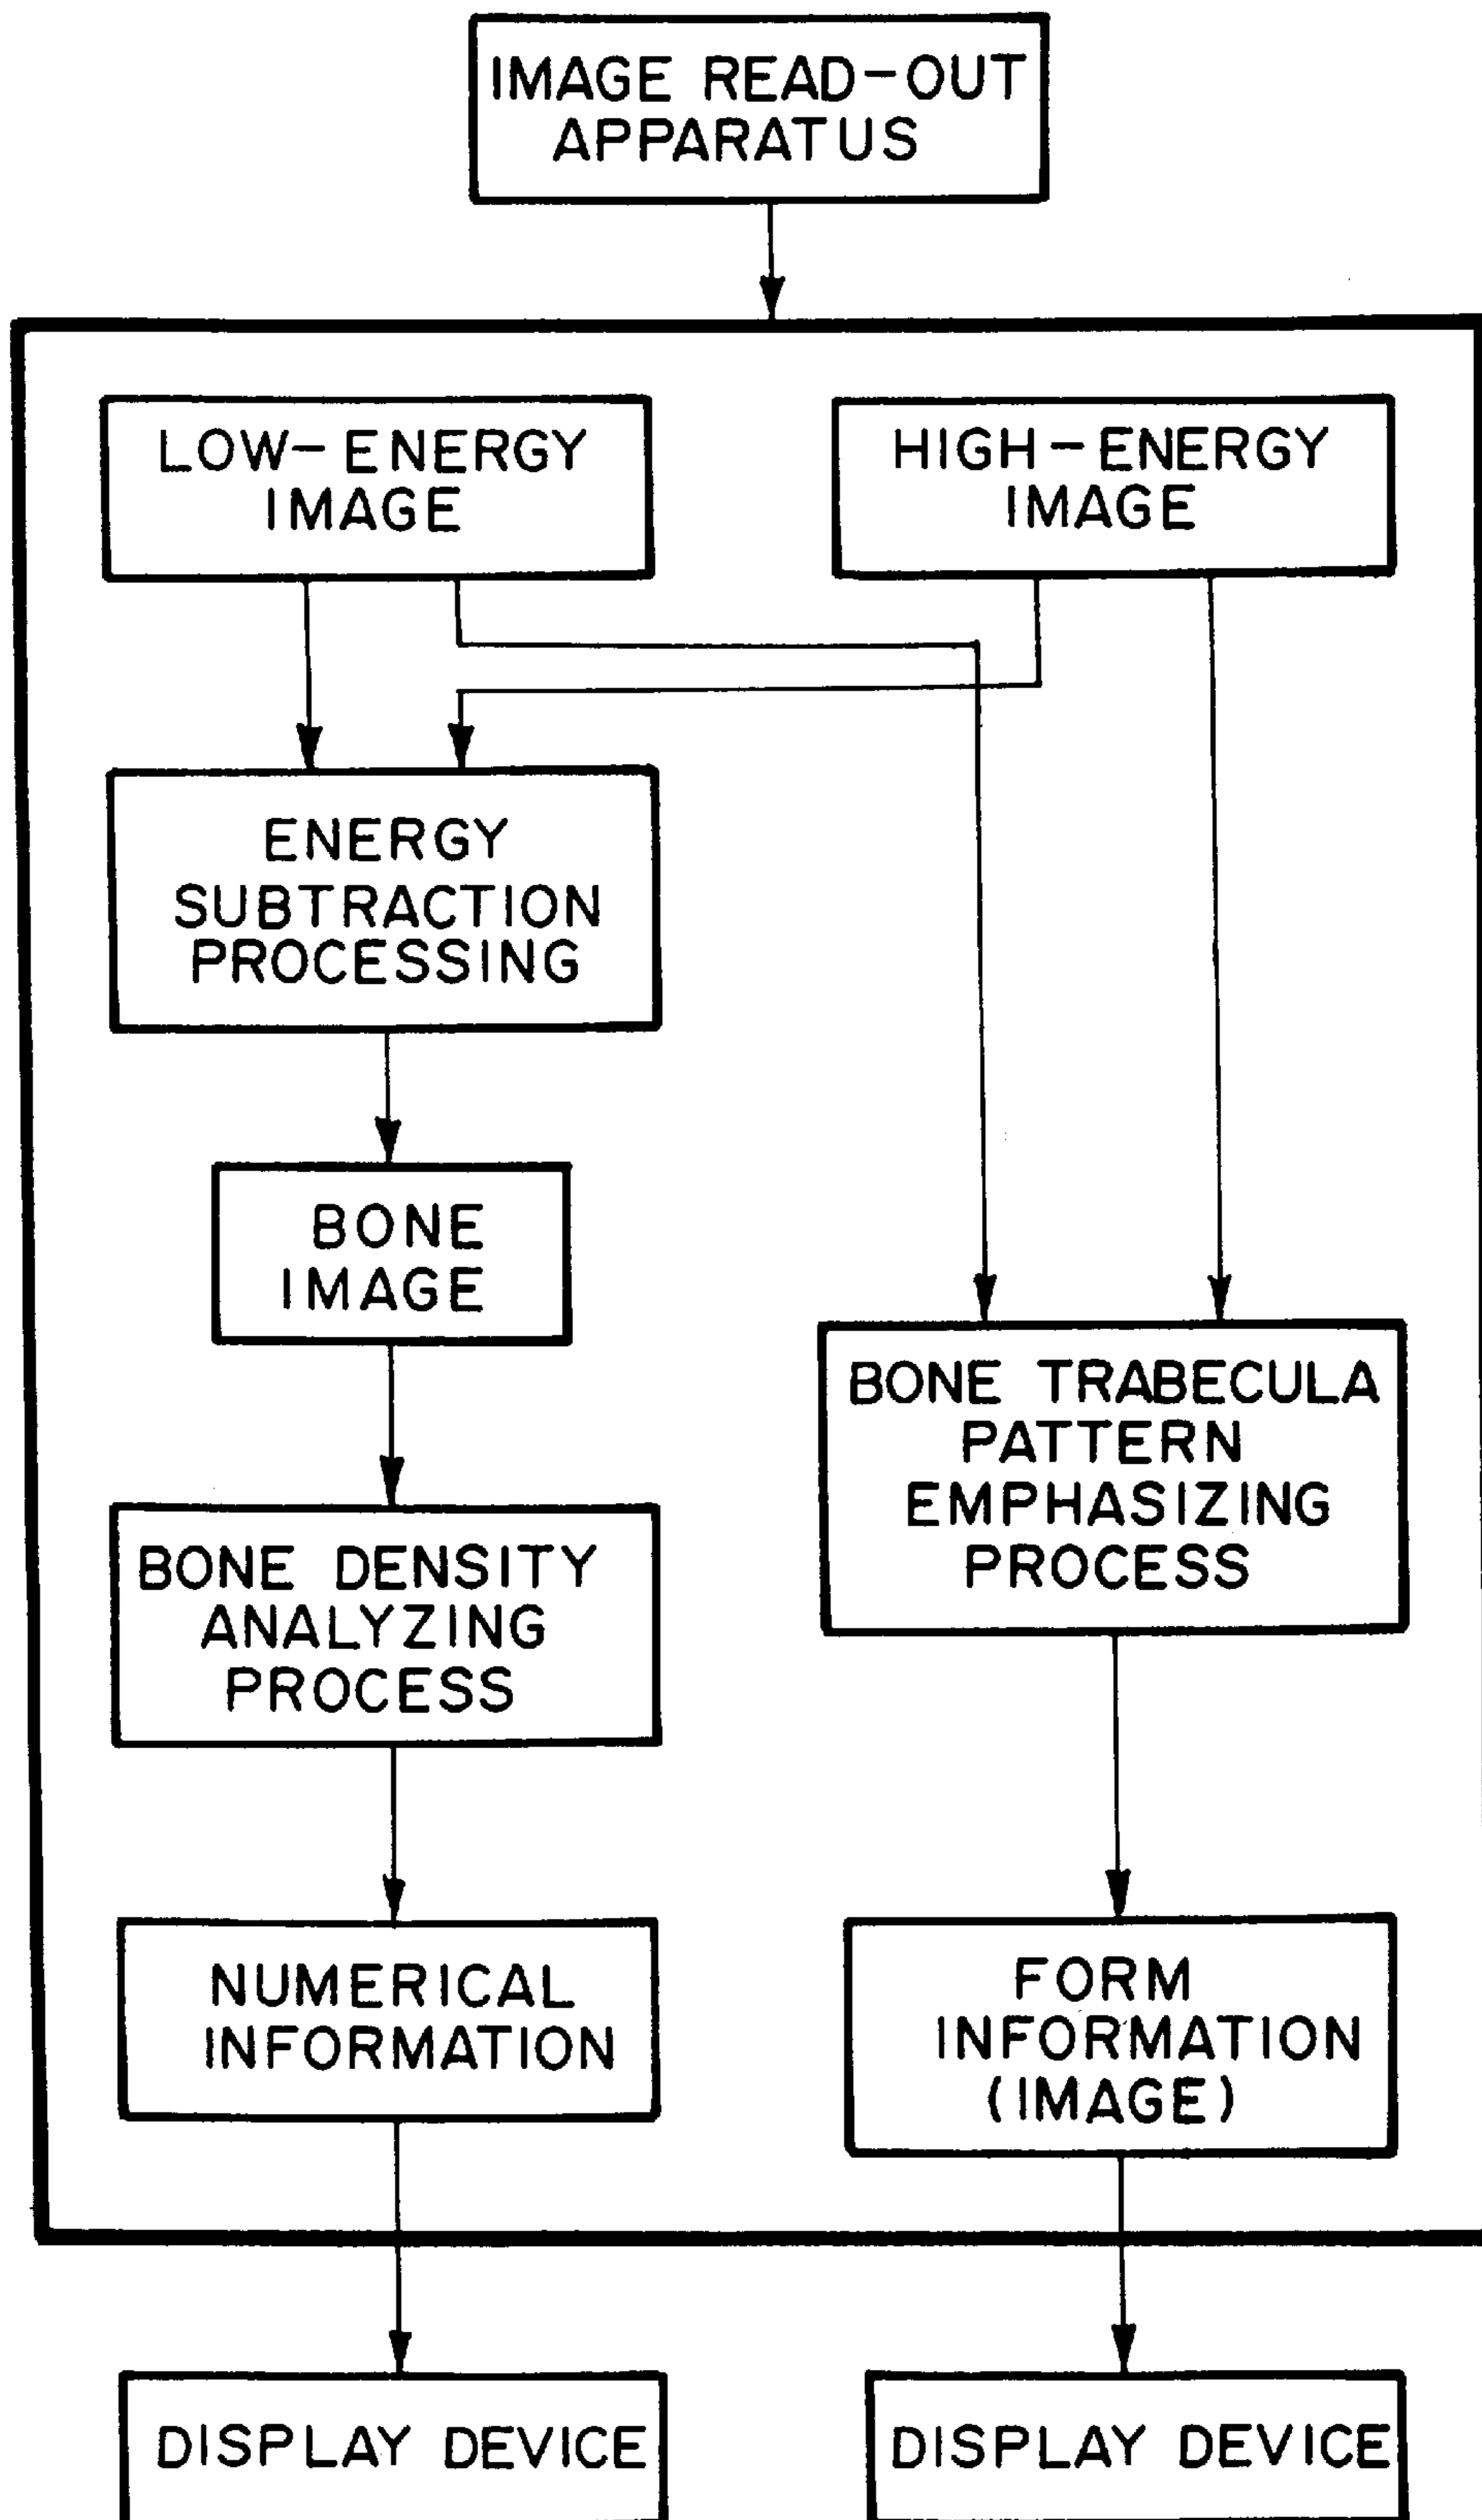 IMAGE READ-OUT
APPARATUS
LOW-ENERGY
IMAGE
HIGH-ENERGY
IMAGE
ENERGY
SUBTRACTION
PROCESSING
BONE
IMAGE
BONE TRABECULA
PATTERN
EMPHASIZING
PROCESS
BONE DENSITY
ANALYZING
PROCESS
NUMERICAL
INFORMATION
FORM
INFORMATION
(IMAGE)
DISPLAY DEVICE
DISPLAY DEVICE